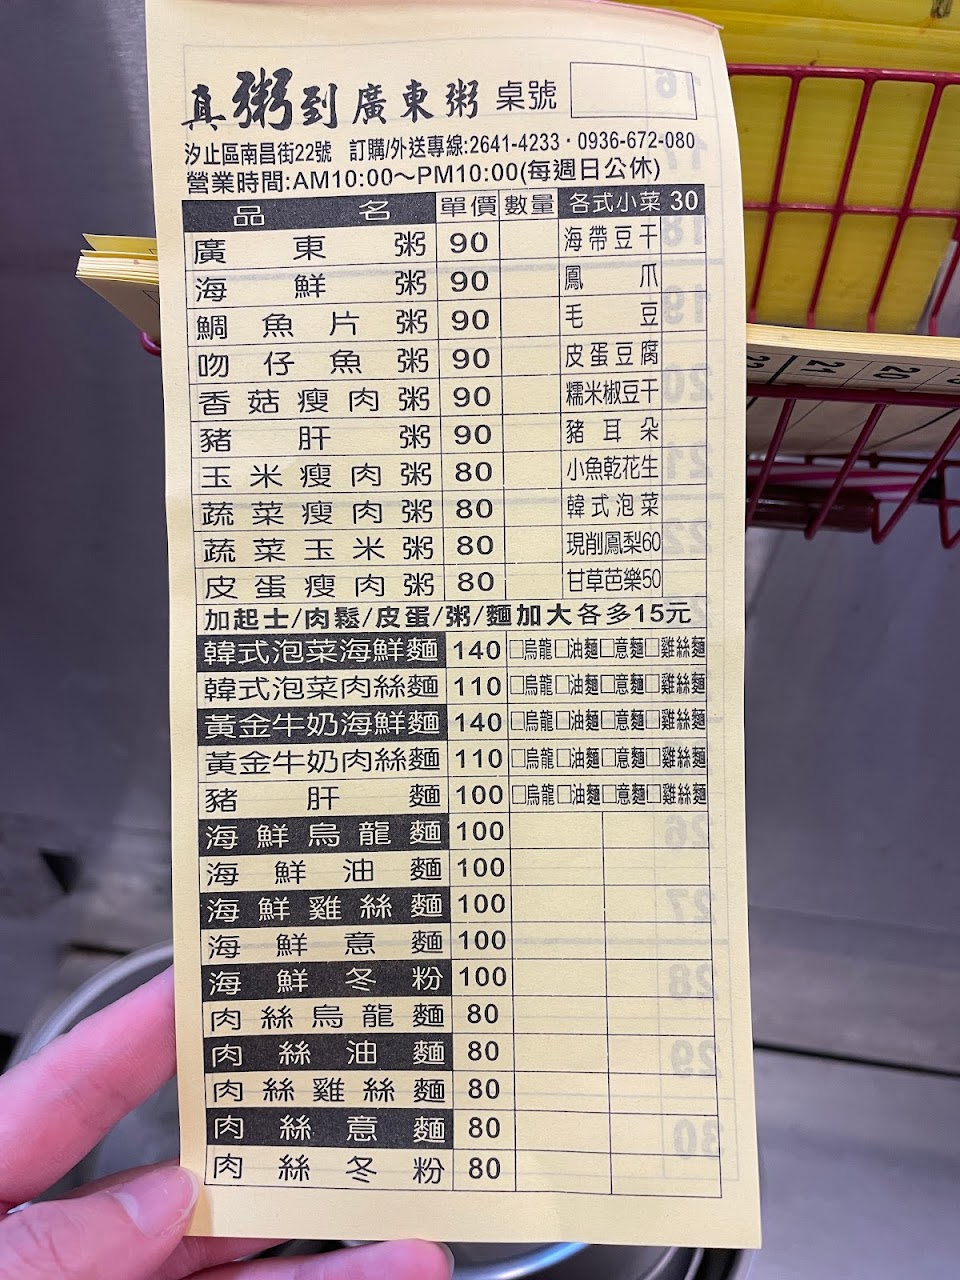 真粥到廣東粥 桌號
汐止區南昌街22號 訂購/外送專線:2641-4233·0936-672-080
營業時間:AM10:00～PM10:00(每週日公休)
品名 單價 數量 各式小菜 30
廣東粥 90 海帶豆干
海鮮粥 90 鳳爪
鯛魚片粥 90 毛豆
吻仔魚粥 90 皮蛋豆腐
香菇瘦肉粥 90 糯米椒豆干
豬肝粥 90 豬耳朵
玉米瘦肉粥 80 小魚乾花生
蔬菜瘦肉粥 80 韓式泡菜
蔬菜玉米粥 80 現削鳳梨60
皮蛋瘦肉粥 80 甘草芭樂50
加起士/肉鬆/皮蛋/粥/麵加大各多15元
韓式泡菜海鮮麵 140 □烏龍□油麵□意麵□雞絲麵
韓式泡菜肉絲麵 110 □烏龍□油麵□意麵□雞絲麵
黃金牛奶海鮮麵 140 □烏龍□油麵□意麵□雞絲麵
黃金牛奶肉絲麵 110 □烏龍□油麵□意麵□雞絲麵
豬肝麵 100 □烏龍□油麵□意麵□雞絲麵
海鮮烏龍麵 100
海鮮油麵 100
海鮮雞絲麵 100
海鮮意麵 100
海鮮冬粉 100
肉絲烏龍麵 80
肉絲油麵 80
肉絲雞絲麵 80
肉絲意麵 80
肉絲冬粉 80
16
17
18
19
20
21
22
26
27
28
29
30
22 21 20